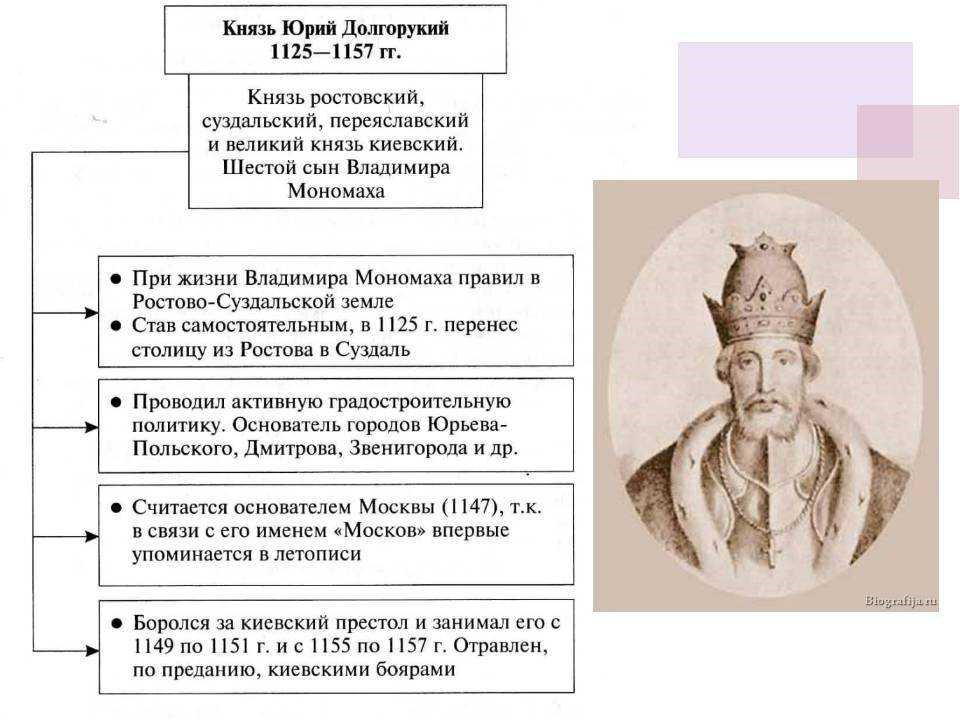 Князь Юрий Долгорукий
1125—1157 гг.
Князь ростовский,
суздальский, переяславский
и великий князь киевский.
Шестой сын Владимира
Мономаха
● При жизни Владимира Мономаха правил в
Ростово-Суздальской земле
● Став самостоятельным, в 1125 г. перенес
столицу из Ростова в Суздаль
● Проводил активную градостроительную
политику. Основатель городов Юрьева-
Польского, Дмитрова, Звенигорода и др.
● Считается основателем Москвы (1147), т.к.
в связи с его именем «Москов» впервые
упоминается в летописи
● Боролся за киевский престол и занимал его с
1149 по 1151 г. и с 1155 по 1157 г. Отравлен,
по преданию, киевскими боярами
Biografija.ru